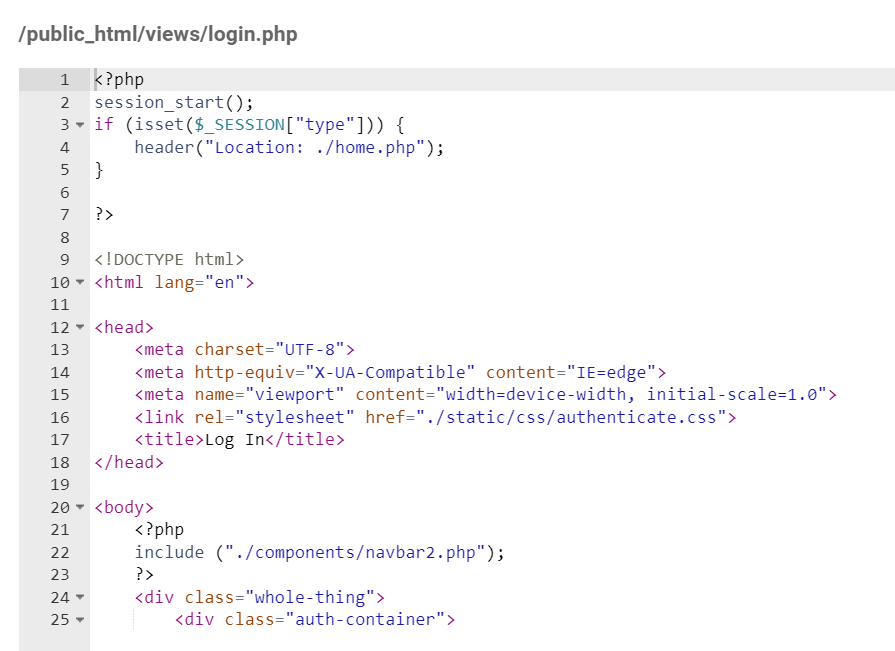 /public_html/views/login.php
1 <?php
2 session_start();
3 if (isset($_SESSION["type"])) {
4     header("Location: ./home.php");
5 }
6
7 ?>
8
9 <!DOCTYPE html>
10 <html lang="en">
11
12 <head>
13     <meta charset="UTF-8">
14     <meta http-equiv="X-UA-Compatible" content="IE=edge">
15     <meta name="viewport" content="width=device-width, initial-scale=1.0">
16     <link rel="stylesheet" href="./static/css/authenticate.css">
17     <title>Log In</title>
18 </head>
19
20 <body>
21     <?php
22     include ("./components/navbar2.php");
23     ?>
24     <div class="whole-thing">
25         <div class="auth-container">